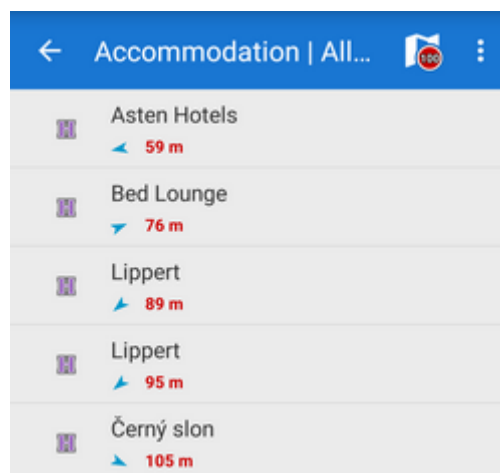 Accommodation | All...
100
Asten Hotels
59 m
Bed Lounge
76 m
Lippert
89 m
Lippert
95 m
Černý slon
105 m